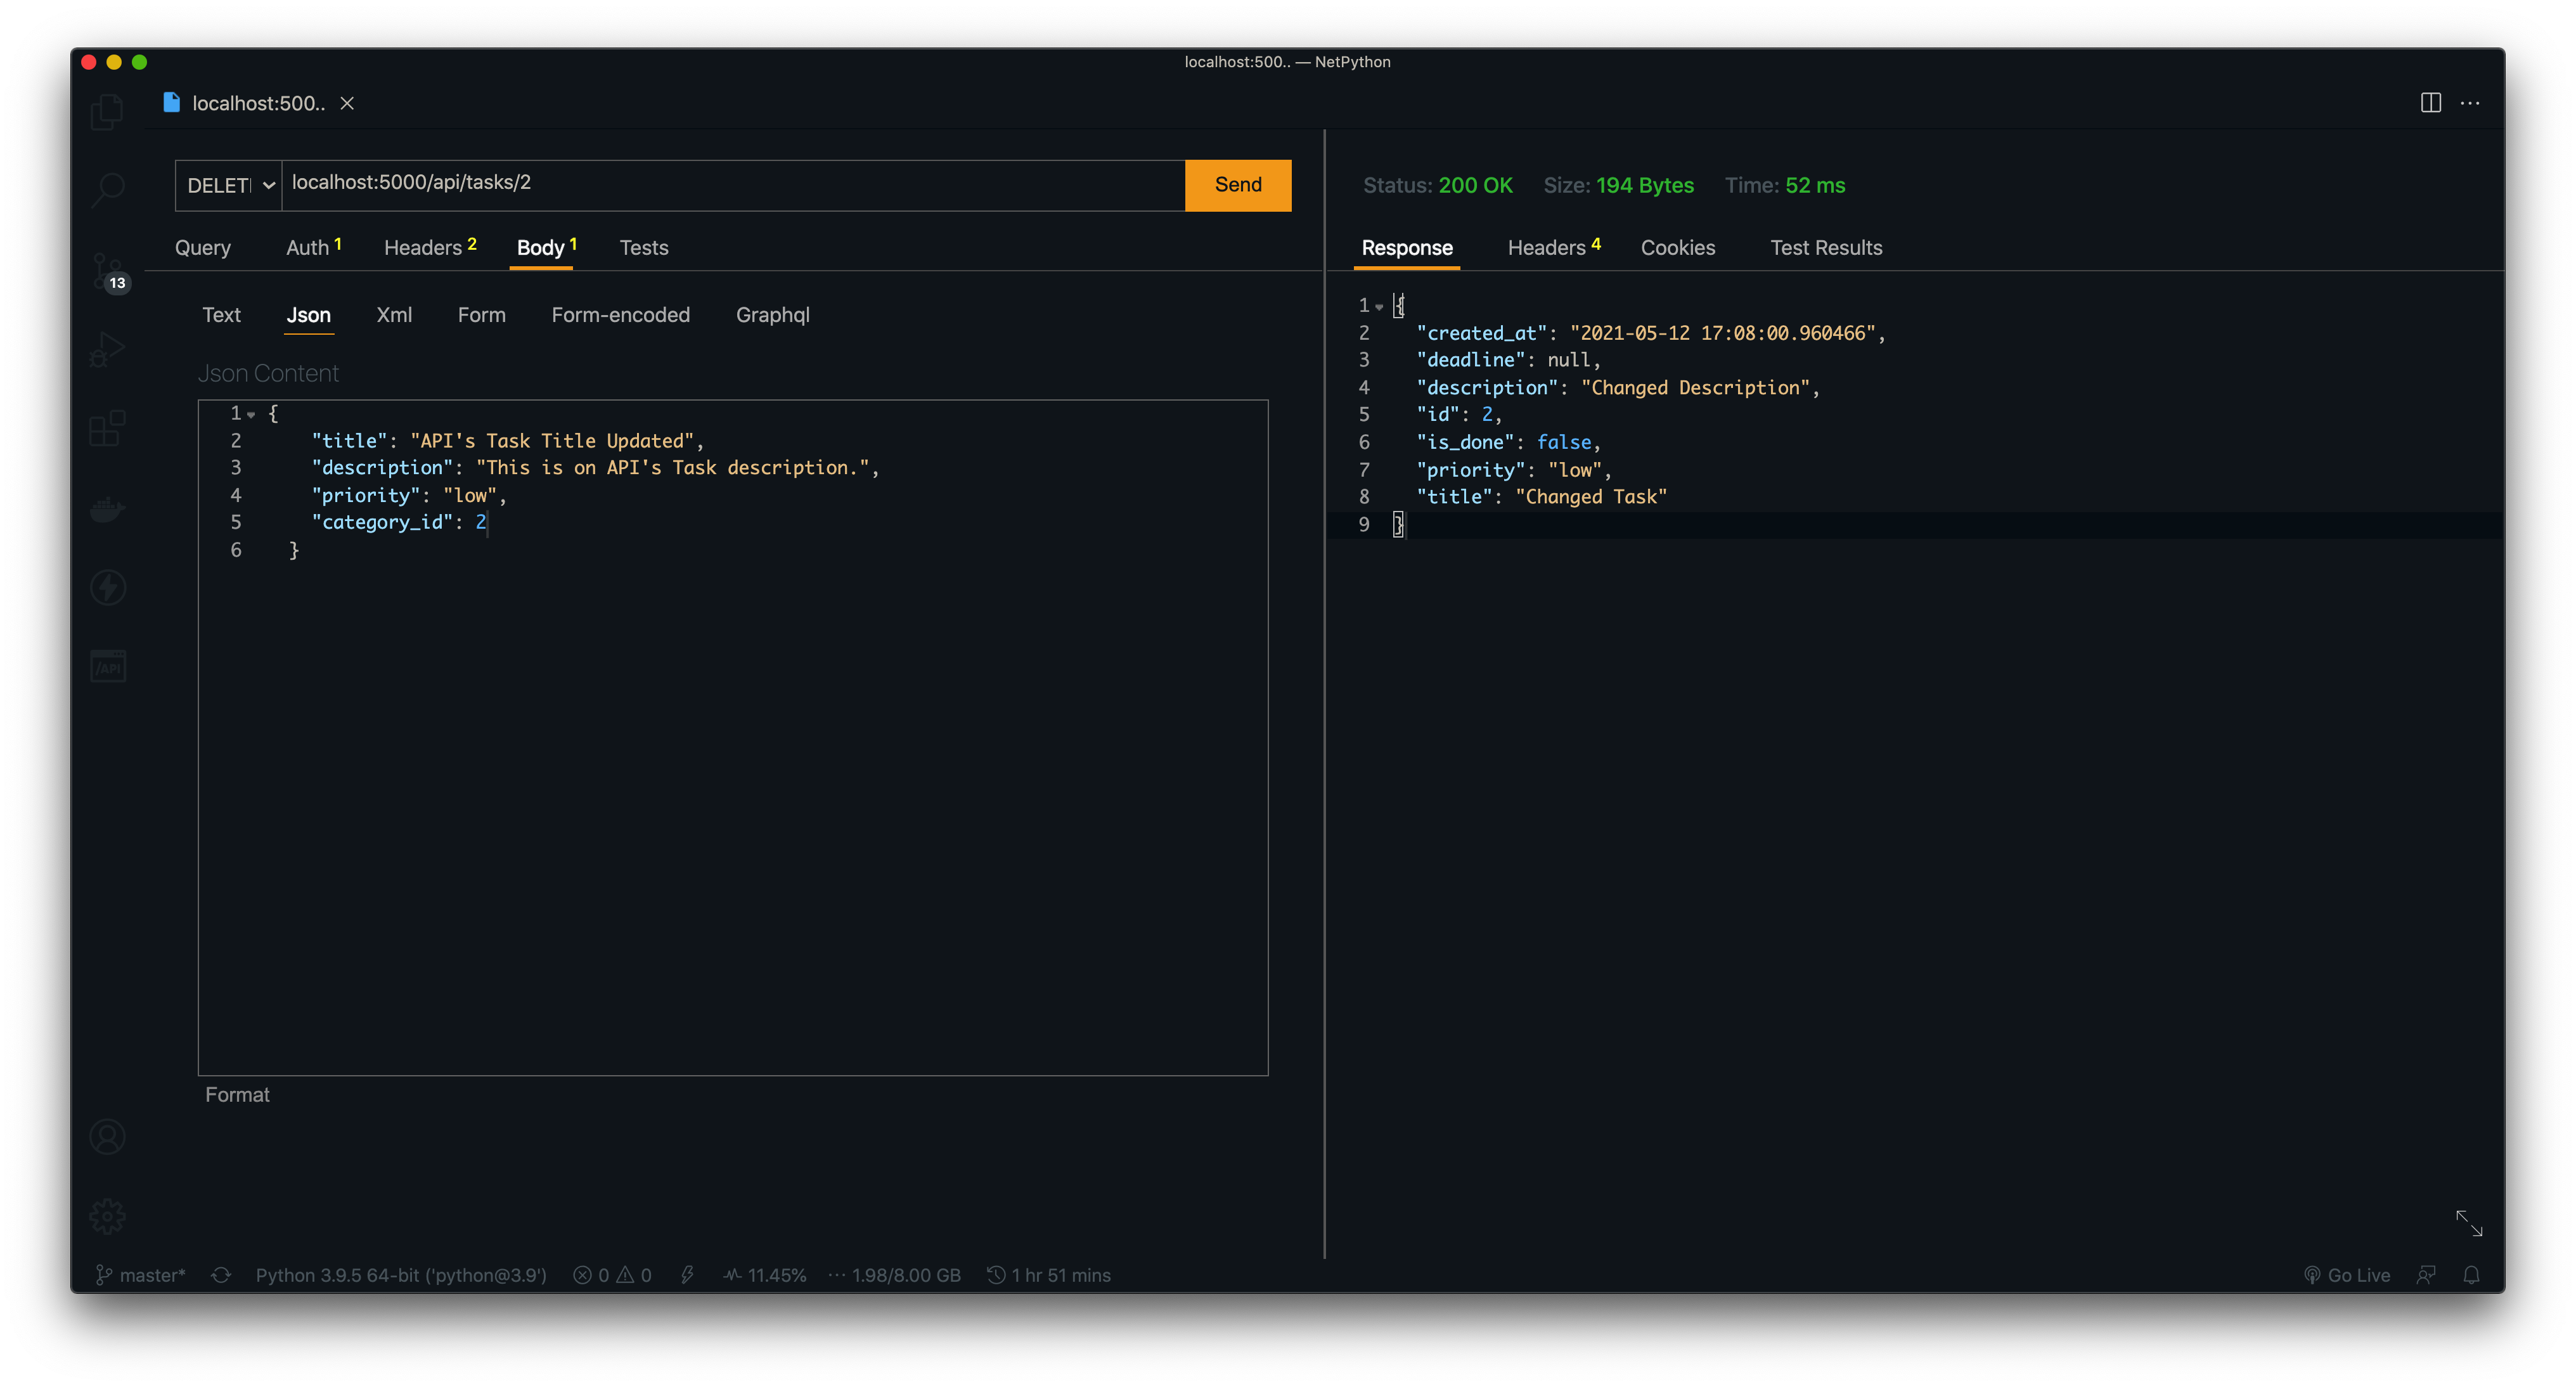 localhost:500.. — NetPython
localhost:500..
DELET localhost:5000/api/tasks/2 Send
Status: 200 OK Size: 194 Bytes Time: 52 ms
Query Auth 1 Headers 2 Body 1 Tests
Response Headers 4 Cookies Test Results
13
Text Json Xml Form Form-encoded Graphql
Json Content
1 {
2 "title": "API's Task Title Updated",
3 "description": "This is on API's Task description.",
4 "priority": "low",
5 "category_id": 2
6 }
1 {
2 "created_at": "2021-05-12 17:08:00.960466",
3 "deadline": null,
4 "description": "Changed Description",
5 "id": 2,
6 "is_done": false,
7 "priority": "low",
8 "title": "Changed Task"
9 }
/API
Format
master* Python 3.9.5 64-bit ('python@3.9') 0 0 11.45% ··· 1.98/8.00 GB 1 hr 51 mins Go Live